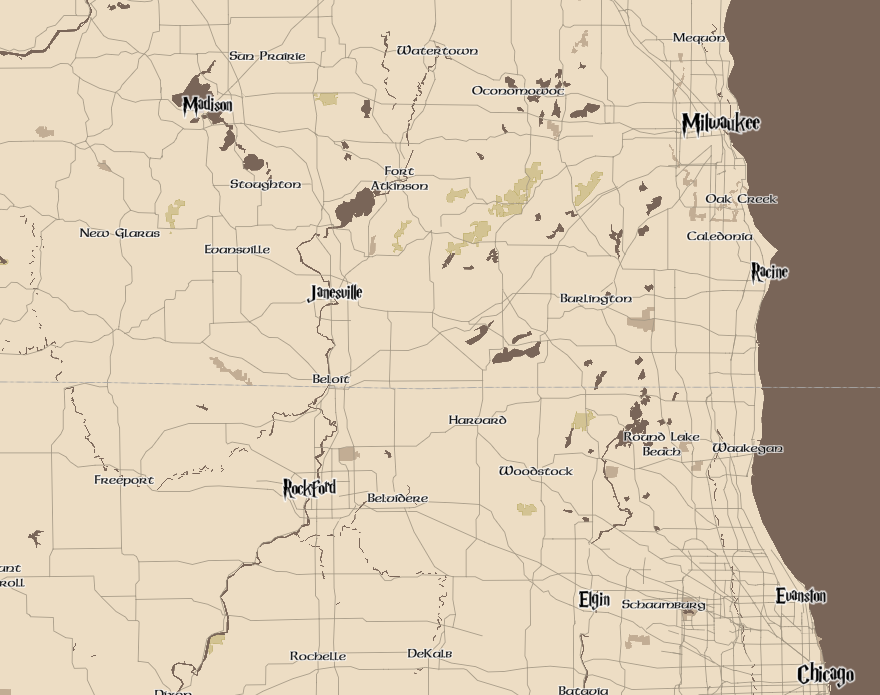 Mequon
Sun Prairie
Watertown
Oconomowoc
Madison
Milwaukee
Fort
Atkinson
Stoughton
Oak Creek
New Glarus
Caledonia
Evansville
Racine
Janesville
Burlington
Beloit
Harvard
Round Lake
Beach
Waukegan
Woodstock
Freeport
Rockford
Belvidere
unt
roll
Elgin
Schaumburg
Evanston
Rochelle
DeKalb
Chicago
Dixon
Batavia